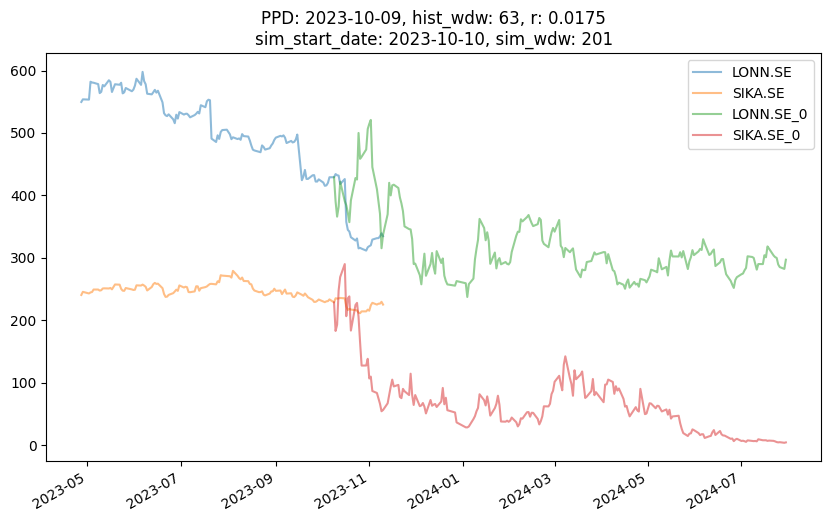 PPD: 2023-10-09, hist_wdw: 63, r: 0.0175
sim_start_date: 2023-10-10, sim_wdw: 201
LONN.SE
SIKA.SE
LONN.SE_0
SIKA.SE_0
600
500
400
300
200
100
0
2023-05
2023-07
2023-09
2023-11
2024-01
2024-03
2024-05
2024-07